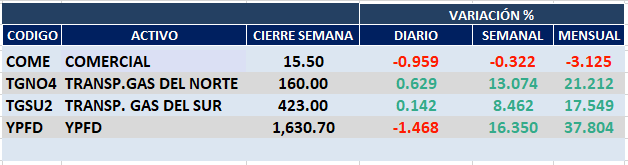 VARIACIÓN %
CODIGO ACTIVO CIERRE SEMANA DIARIO SEMANAL MENSUAL
COME COMERCIAL 15.50 -0.959 -0.322 -3.125
TGNO4 TRANSP.GAS DEL NORTE 160.00 0.629 13.074 21.212
TGSU2 TRANSP. GAS DEL SUR 423.00 0.142 8.462 17.549
YPFD YPFD 1,630.70 -1.468 16.350 37.804